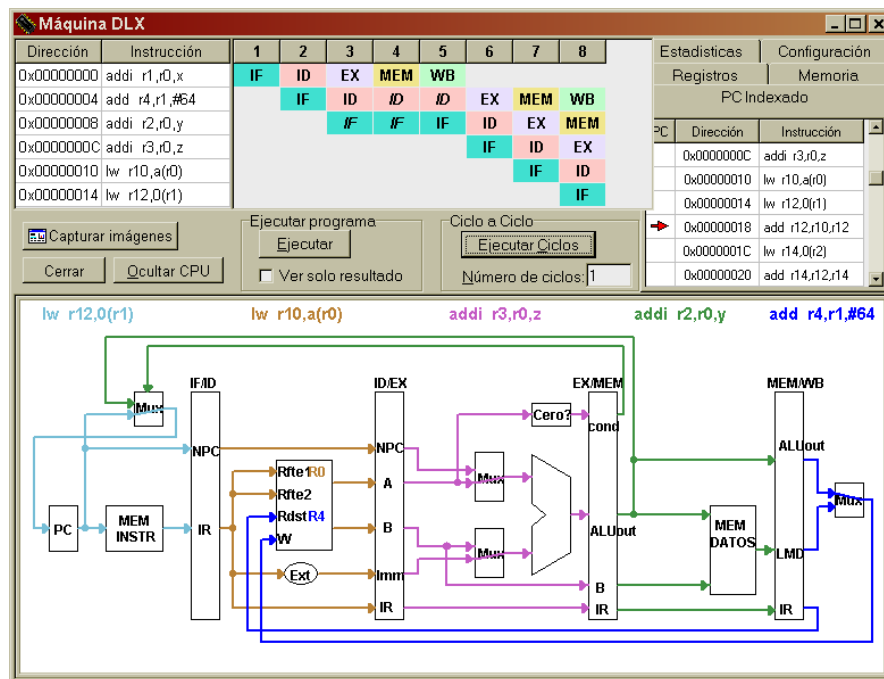 Máquina DLX
Dirección Instrucción 1 2 3 4 5 6 7 8
0x00000000 addi r1,r0,x IF ID EX MEM WB
0x00000004 add r4,r1,#64 IF ID ID ID EX MEM WB
0x00000008 addi r2,r0,y IF IF IF ID EX MEM
0x0000000C addi r3,r0,z IF ID EX
0x00000010 lw r10,a(r0) IF ID
0x00000014 lw r12,0(r1) IF
Estadisticas Configuración
Registros Memoria
PC Indexado
PC Dirección Instrucción
0x0000000C addi r3,r0,z
0x00000010 lw r10,a(r0)
0x00000014 lw r12,0(r1)
0x00000018 add r12,r10,r12
0x0000001C lw r14,0(r2)
0x00000020 add r14,r12,r14
Capturar imágenes
Cerrar Ocultar CPU
Ejecutar programa
Ejecutar
Ver solo resultado
Ciclo a Ciclo
Ejecutar Ciclos
Número de ciclos: 1
lw r12,0(r1) lw r10,a(r0) addi r3,r0,z addi r2,r0,y add r4,r1,#64
IF/ID ID/EX EX/MEM MEM/WB
Mux
Cero?
cond
NPC NPC ALUout
Rfte1 R0 A Mux
Rfte2
Mux
PC MEM INSTR IR Rdst R4 B ALUout MEM DATOS
W Mux LMD
Ext Imm
B
IR IR IR